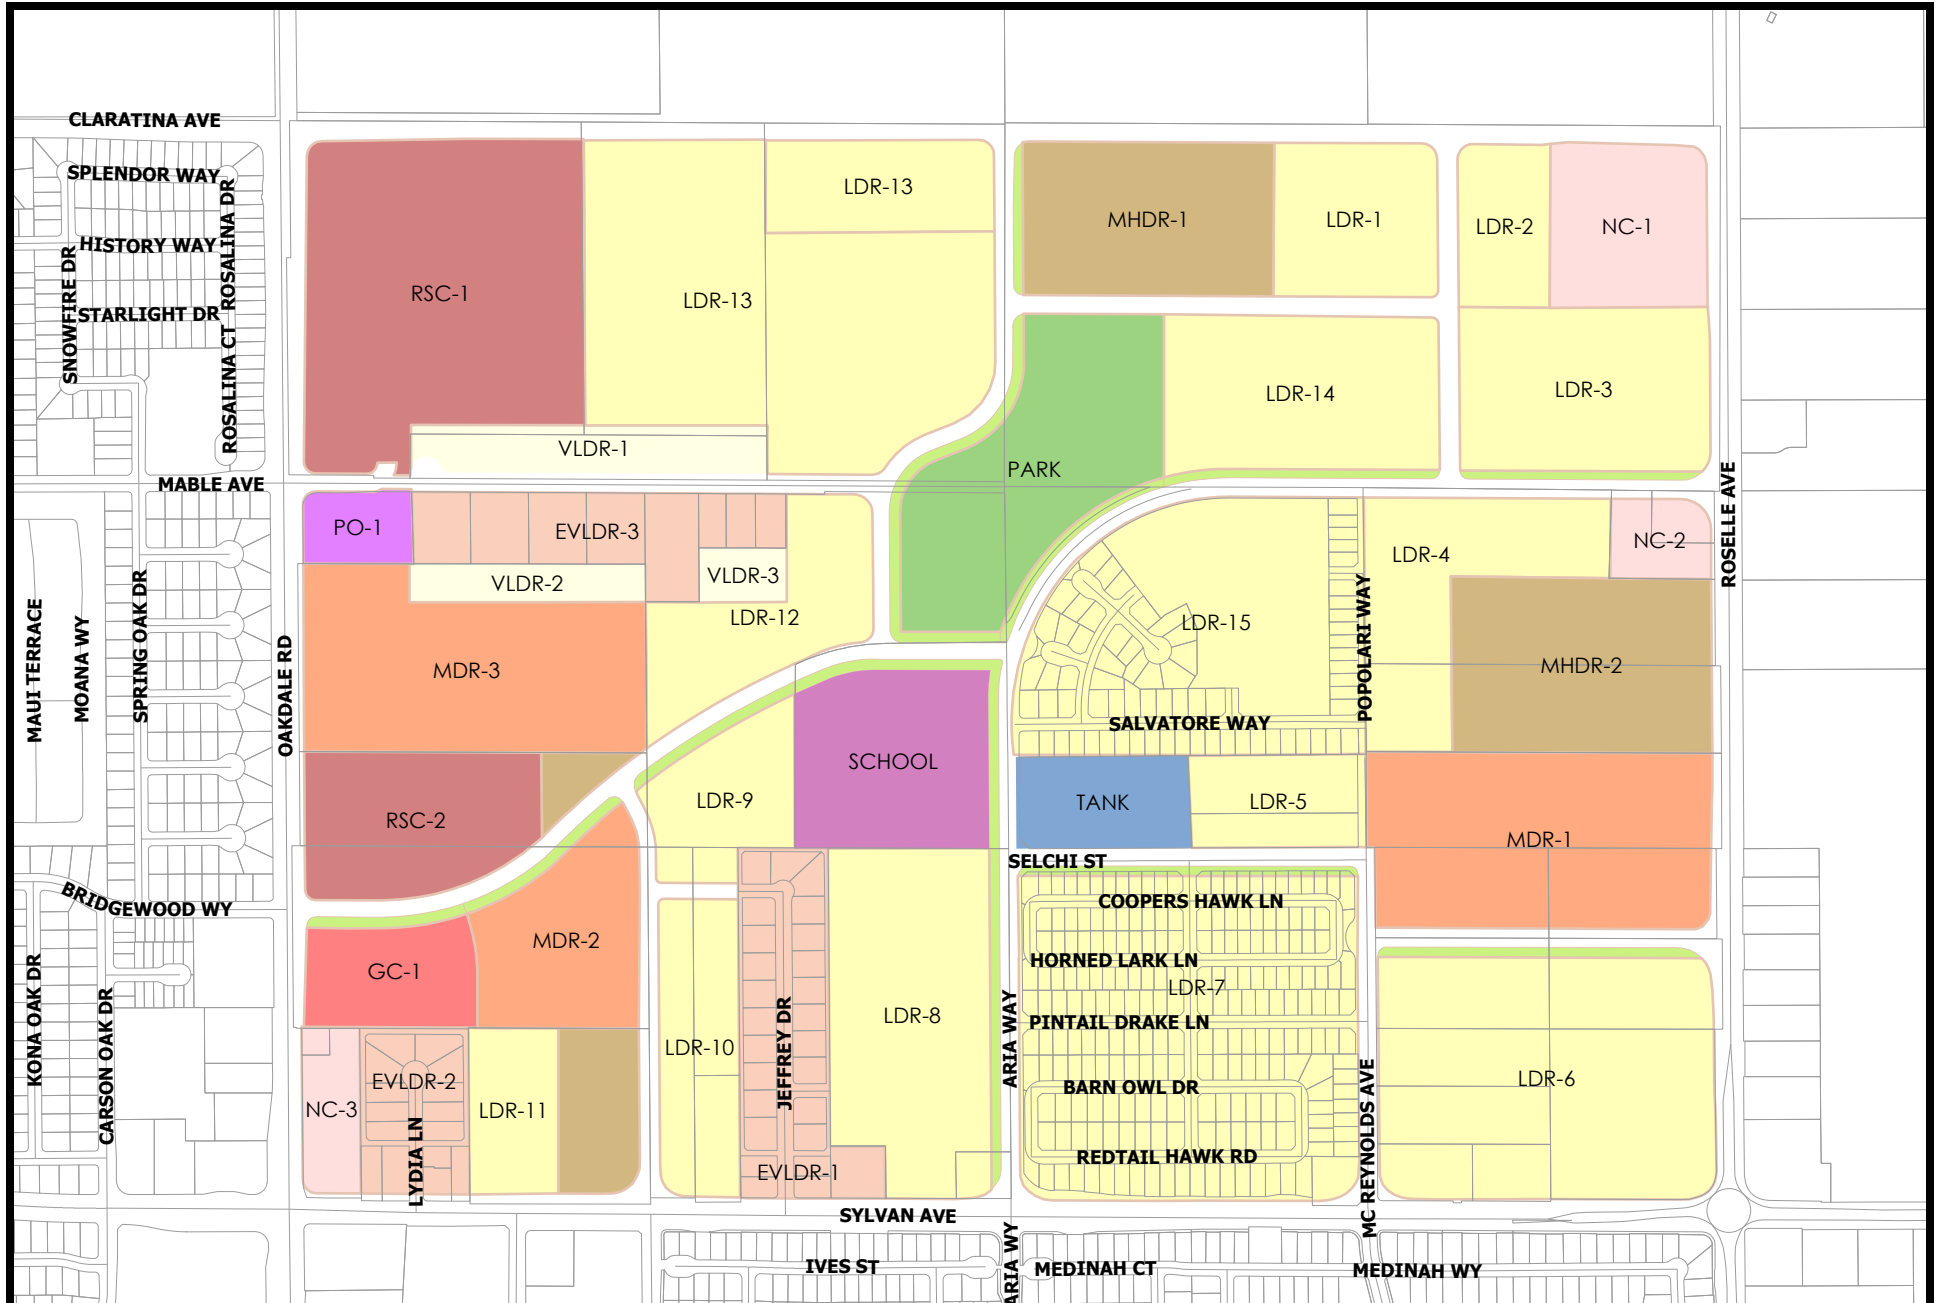 CLARATINA AVE
SPLENDOR WAY
ROSALINA DR
HISTORY WAY
SNOWFIRE DR
STARLIGHT DR
ROSALINA CT
MABLE AVE
LDR-13
MHDR-1
LDR-1
LDR-2
NC-1
RSC-1
LDR-13
LDR-14
LDR-3
VLDR-1
PARK
ROSELLE AVE
PO-1
EVLDR-3
LDR-4
NC-2
VLDR-2
VLDR-3
LDR-12
LDR-15
POPOLARI WAY
MAUI TERRACE
MOANA WY
SPRING OAK DR
OAKDALE RD
MDR-3
MHDR-2
SALVATORE WAY
SCHOOL
RSC-2
LDR-9
TANK
LDR-5
MDR-1
SELCHI ST
BRIDGEWOOD WY
COOPERS HAWK LN
MDR-2
GC-1
HORNED LARK LN
LDR-7
KONA OAK DR
CARSON OAK DR
JEFFREY DR
LDR-8
ARIA WAY
PINTAIL DRAKE LN
LDR-10
EVLDR-2
BARN OWL DR
LDR-6
NC-3
LDR-11
LYDIA LN
MC REYNOLDS AVE
REDTAIL HAWK RD
EVLDR-1
SYLVAN AVE
IVES ST
ARIA WY
MEDINAH CT
MEDINAH WY